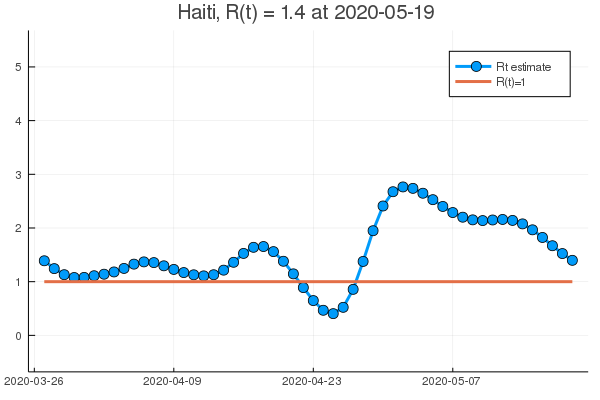 Haiti, R(t) = 1.4 at 2020-05-19
5
4
3
2
1
0
Rt estimate
R(t)=1
2020-03-26 2020-04-09 2020-04-23 2020-05-07